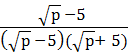 √p − 5
(√p − 5)(√p + 5)